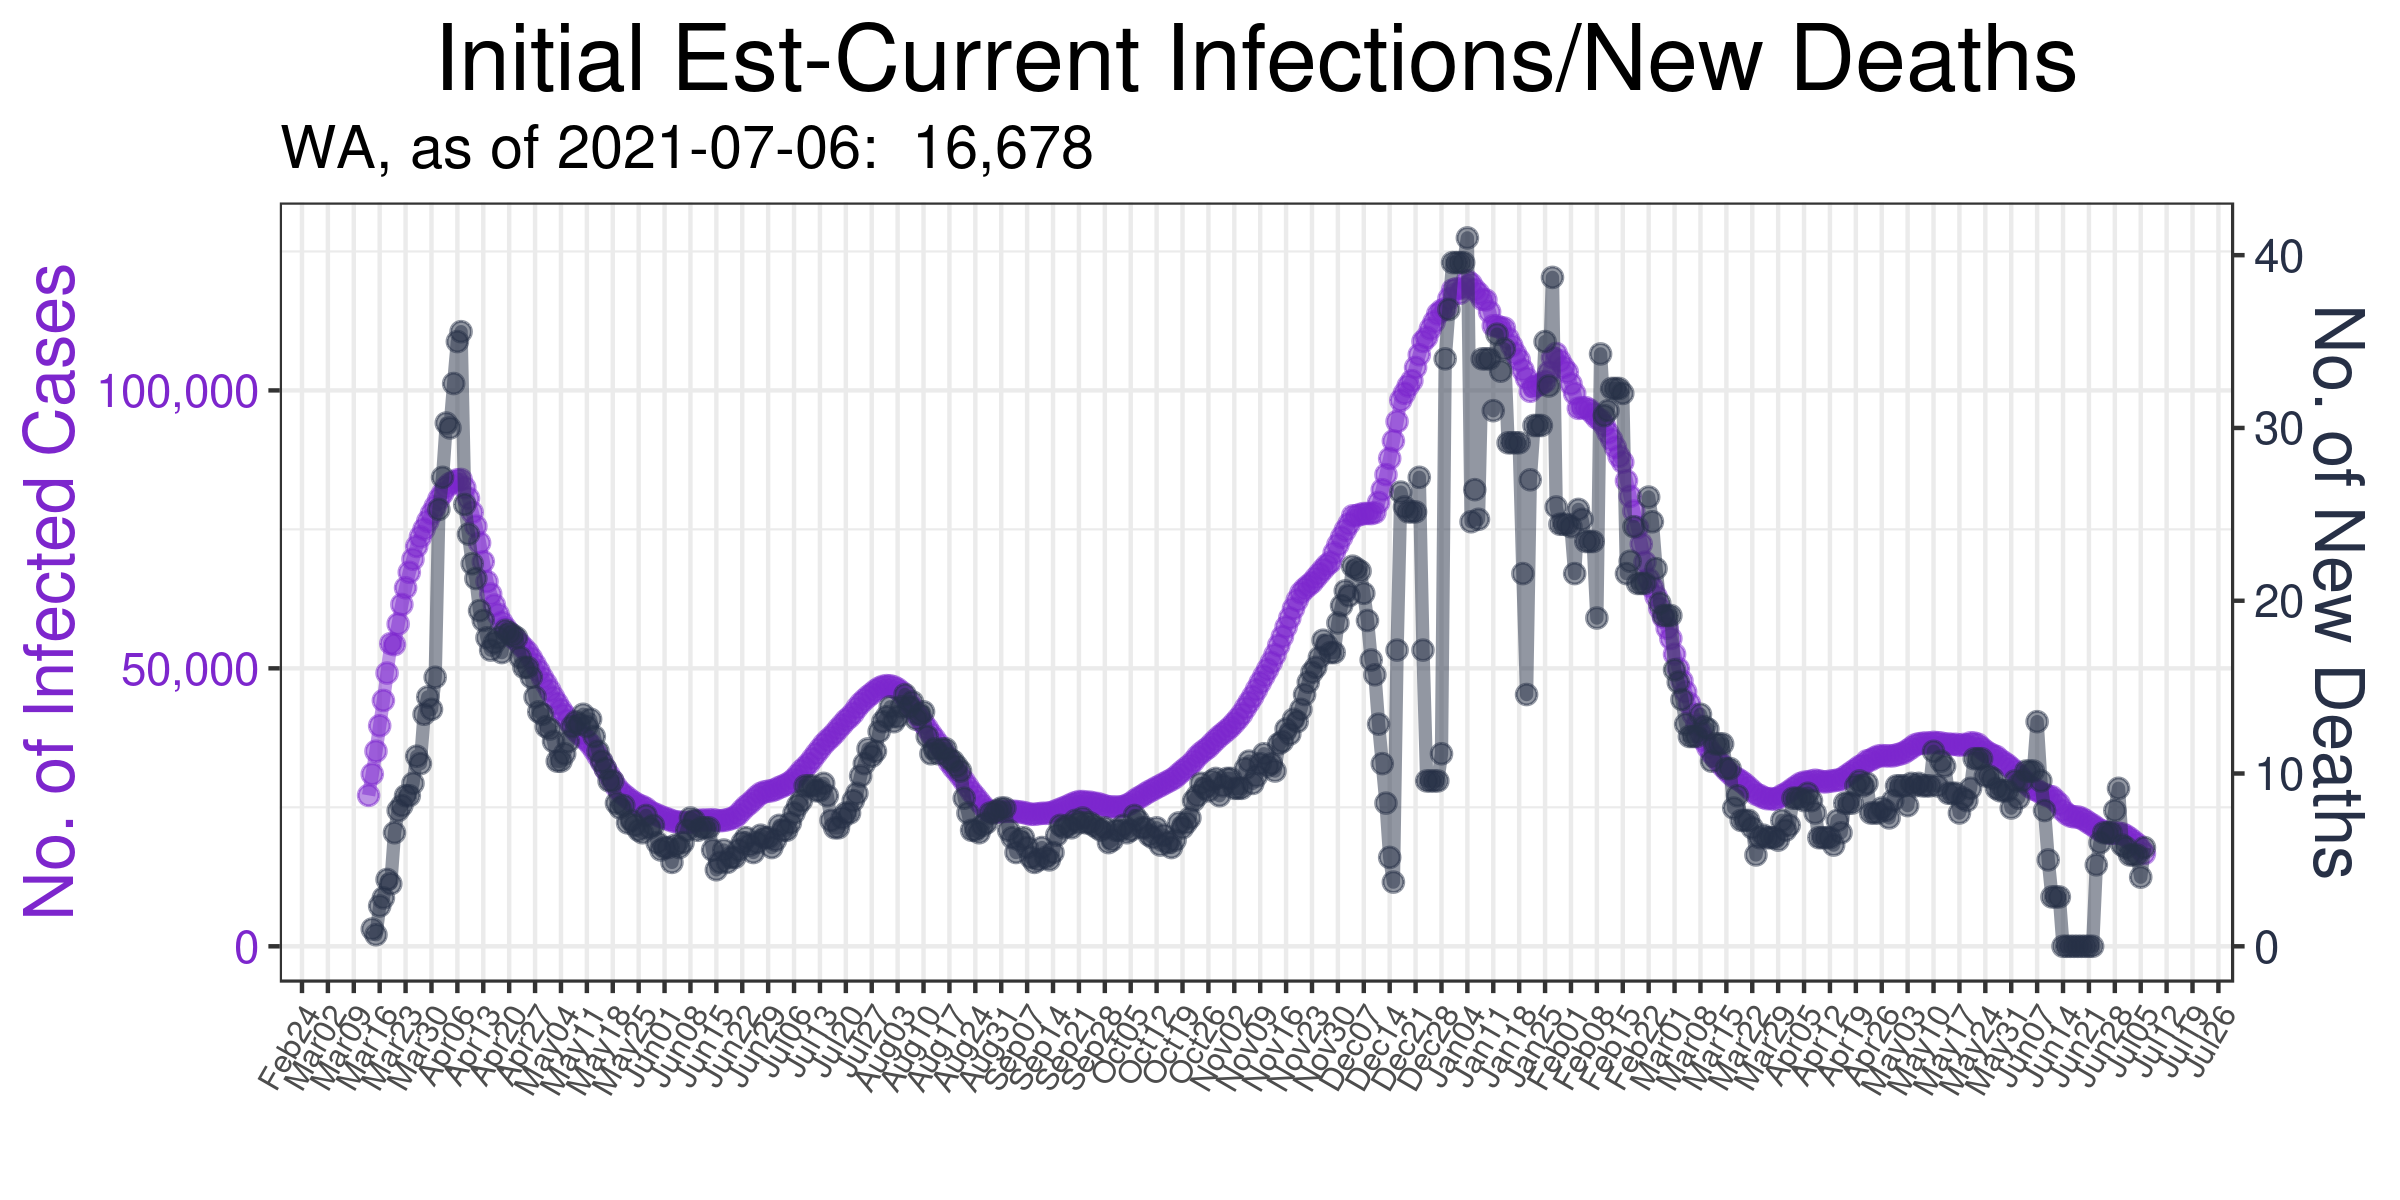 Initial Est-Current Infections/New Deaths
WA, as of 2021-07-06: 16,678
No. of Infected Cases
100,000
50,000
0
40
30
20
10
0
No. of New Deaths
Feb24
Mar02
Mar09
Mar16
Mar23
Mar30
Apr06
Apr13
Apr20
Apr27
May04
May11
May18
May25
Jun01
Jun08
Jun15
Jun22
Jun29
Jul06
Jul13
Jul20
Jul27
Aug03
Aug10
Aug17
Aug24
Aug31
Sep07
Sep14
Sep21
Sep28
Oct05
Oct12
Oct19
Oct26
Nov02
Nov09
Nov16
Nov23
Nov30
Dec07
Dec14
Dec21
Dec28
Jan04
Jan11
Jan18
Jan25
Feb01
Feb08
Feb15
Feb22
Mar01
Mar08
Mar15
Mar22
Mar29
Apr05
Apr12
Apr19
Apr26
May03
May10
May17
May24
May31
Jun07
Jun14
Jun21
Jun28
Jul05
Jul12
Jul19
Jul26